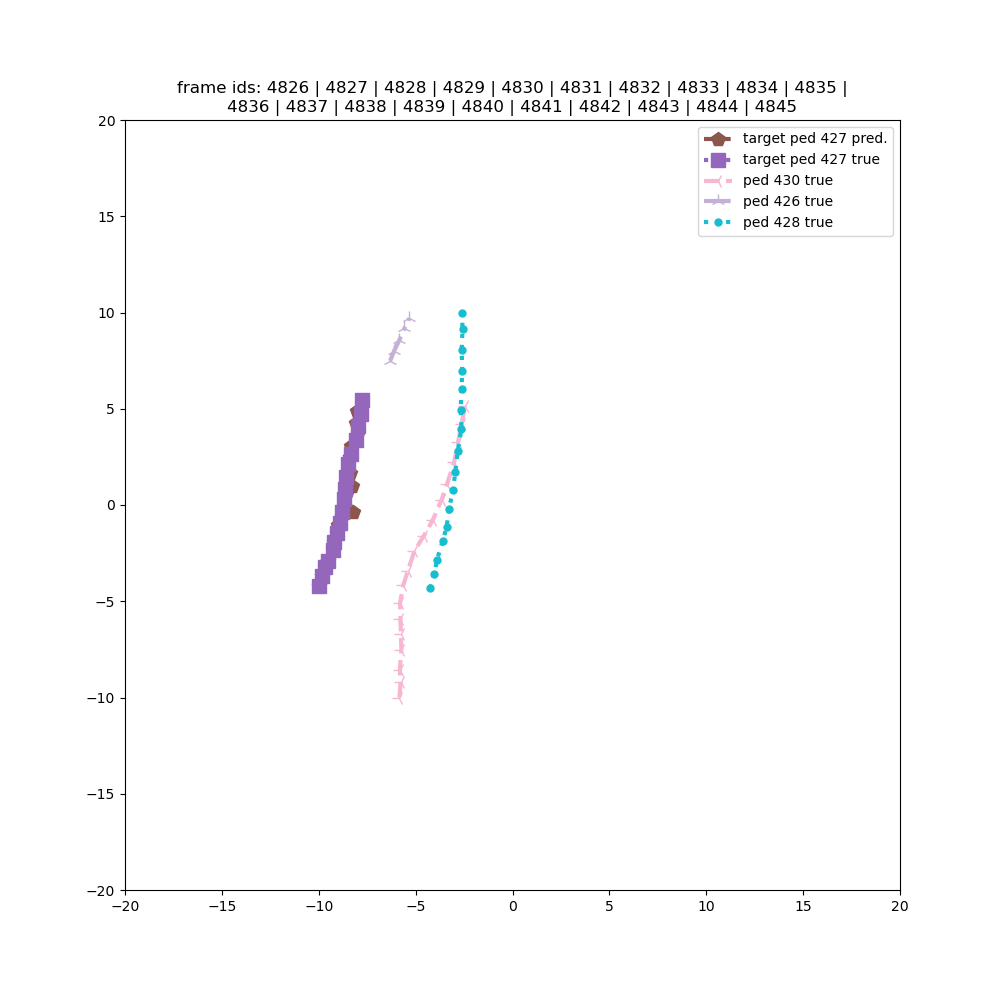 frame ids: 4826 | 4827 | 4828 | 4829 | 4830 | 4831 | 4832 | 4833 | 4834 | 4835 |
4836 | 4837 | 4838 | 4839 | 4840 | 4841 | 4842 | 4843 | 4844 | 4845
target ped 427 pred.
target ped 427 true
ped 430 true
ped 426 true
ped 428 true
20
15
10
5
0
−5
−10
−15
−20
−20 −15 −10 −5 0 5 10 15 20